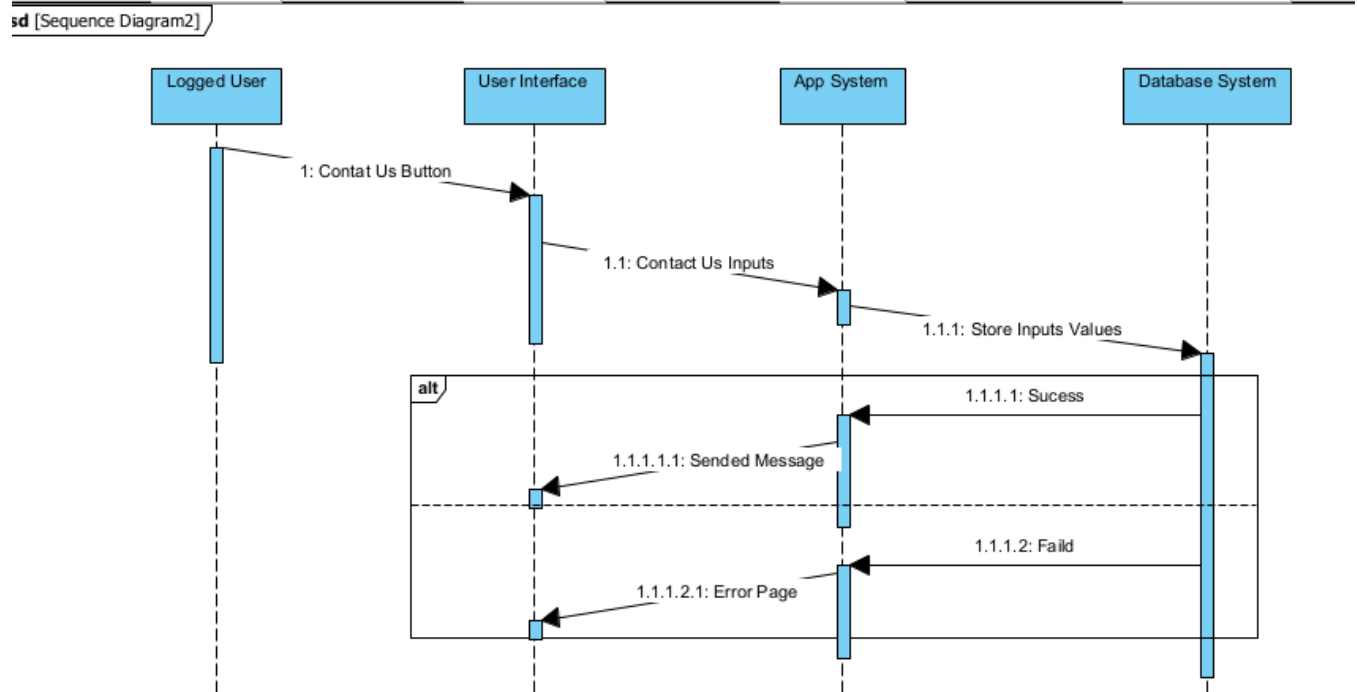 sd [Sequence Diagram2]
Logged User
User Interface
App System
Database System
1: Contat Us Button
1.1: Contact Us Inputs
1.1.1: Store Inputs Values
alt
1.1.1.1: Sucess
1.1.1.1.1: Sended Message
1.1.1.2: Faild
1.1.1.2.1: Error Page